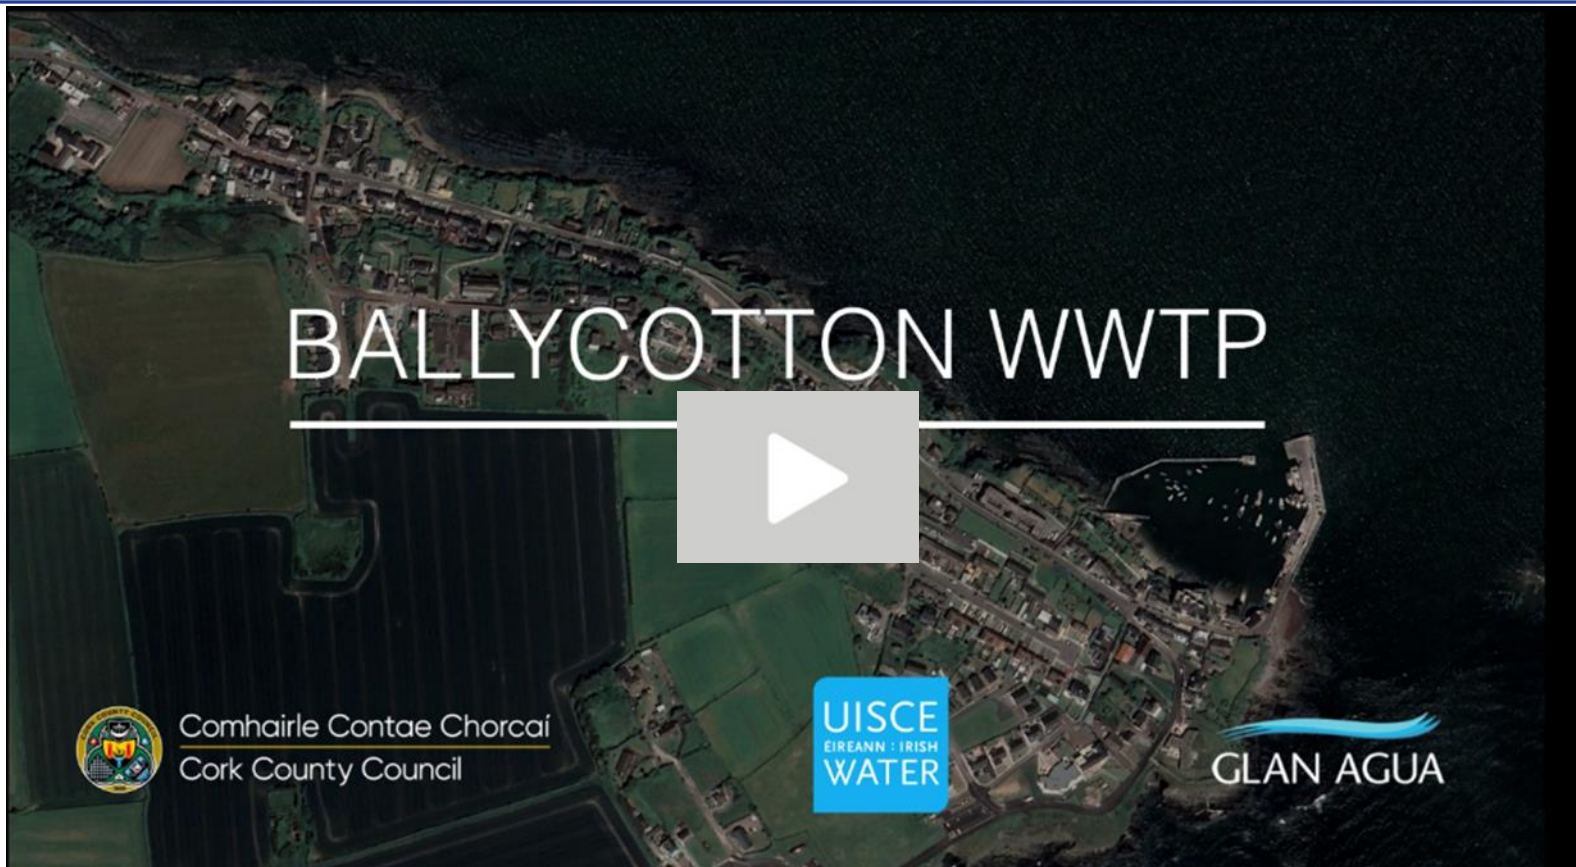 BALLYCOTTON WWTP
Comhairle Contae Chorcaí
Cork County Council
UISCE
ÉIREANN : IRISH
WATER
GLAN AGUA